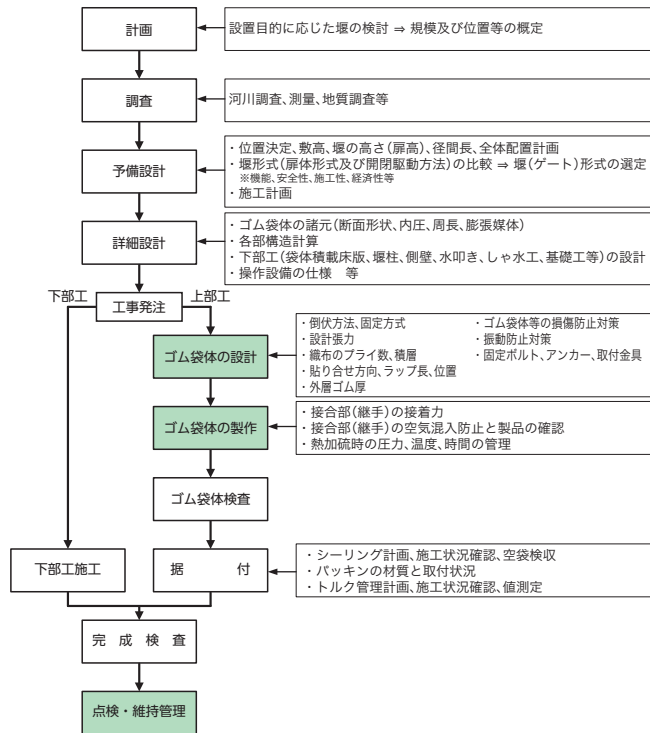 計画
設置目的に応じた堰の検討 ⇒ 規模及び位置等の概定
調査
河川調査、測量、地質調査等
予備設計
・位置決定、敷高、堰の高さ(扉高)、径間長、全体配置計画
・堰形式(扉体形式及び開閉駆動方法)の比較 ⇒ 堰(ゲート)形式の選定
※機能、安全性、施工性、経済性等
・施工計画
詳細設計
・ゴム袋体の諸元(断面形状、内圧、周長、膨張媒体)
・各部構造計算
・下部工(袋体積載床版、堰柱、側壁、水叩き、しゃ水工、基礎工等)の設計
・操作設備の仕様 等
下部工
工事発注
上部工
ゴム袋体の設計
・倒伏方法、固定方式
・設計張力
・織布のプライ数、積層
・貼り合せ方向、ラップ長、位置
・外層ゴム厚
・ゴム袋体等の損傷防止対策
・振動防止対策
・固定ボルト、アンカー、取付金具
ゴム袋体の製作
・接合部(継手)の接着力
・接合部(継手)の空気混入防止と製品の確認
・熱加硫時の圧力、温度、時間の管理
ゴム袋体検査
下部工施工
据 付
・シーリング計画、施工状況確認、空袋検収
・パッキンの材質と取付状況
・トルク管理計画、施工状況確認、値測定
完 成 検 査
点検・維持管理